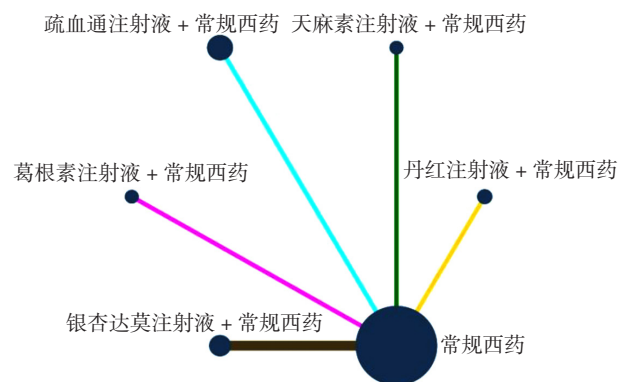 疏血通注射液 + 常规西药
天麻素注射液 + 常规西药
葛根素注射液 + 常规西药
丹红注射液 + 常规西药
银杏达莫注射液 + 常规西药
常规西药